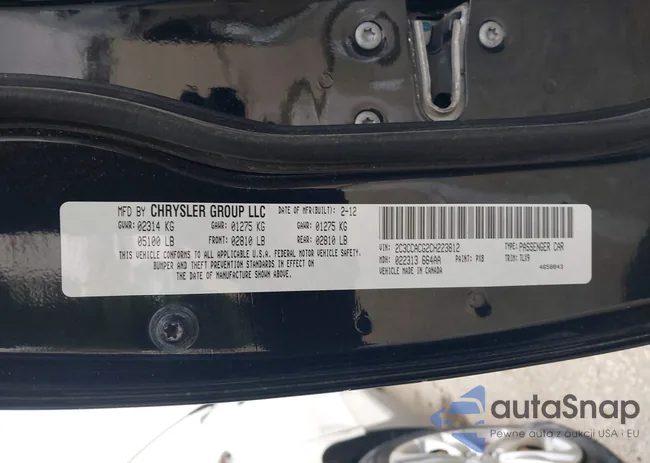 MFD BY CHRYSLER GROUP LLC DATE OF MFR(BUILT): 2-12
GVWR: 02314 KG GAWR: 01275 KG GAWR: 01275 KG
05100 LB FRONT: 02810 LB REAR: 02810 LB
THIS VEHICLE CONFORMS TO ALL APPLICABLE U.S.A. FEDERAL MOTOR VEHICLE SAFETY,
BUMPER AND THEFT PREVENTION STANDARDS IN EFFECT ON
THE DATE OF MANUFACTURE SHOWN ABOVE.
VIN: 2C3CCACG2CH223612 TYPE: PASSENGER CAR
MDH: 022313 664AA PAINT: PX8 TRIM: TLX9
VEHICLE MADE IN CANADA 4650843
autoSnap
Pewne auta z aukcji USA i EU